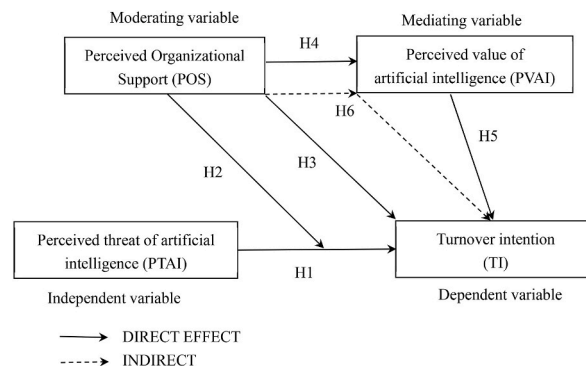 Moderating variable
Mediating variable
Perceived Organizational
Support (POS)
H4
Perceived value of
artificial intelligence (PVAI)
H6
H2
H3
H5
Perceived threat of artificial
intelligence (PTAI)
H1
Turnover intention
(TI)
Independent variable
Dependent variable
DIRECT EFFECT
INDIRECT